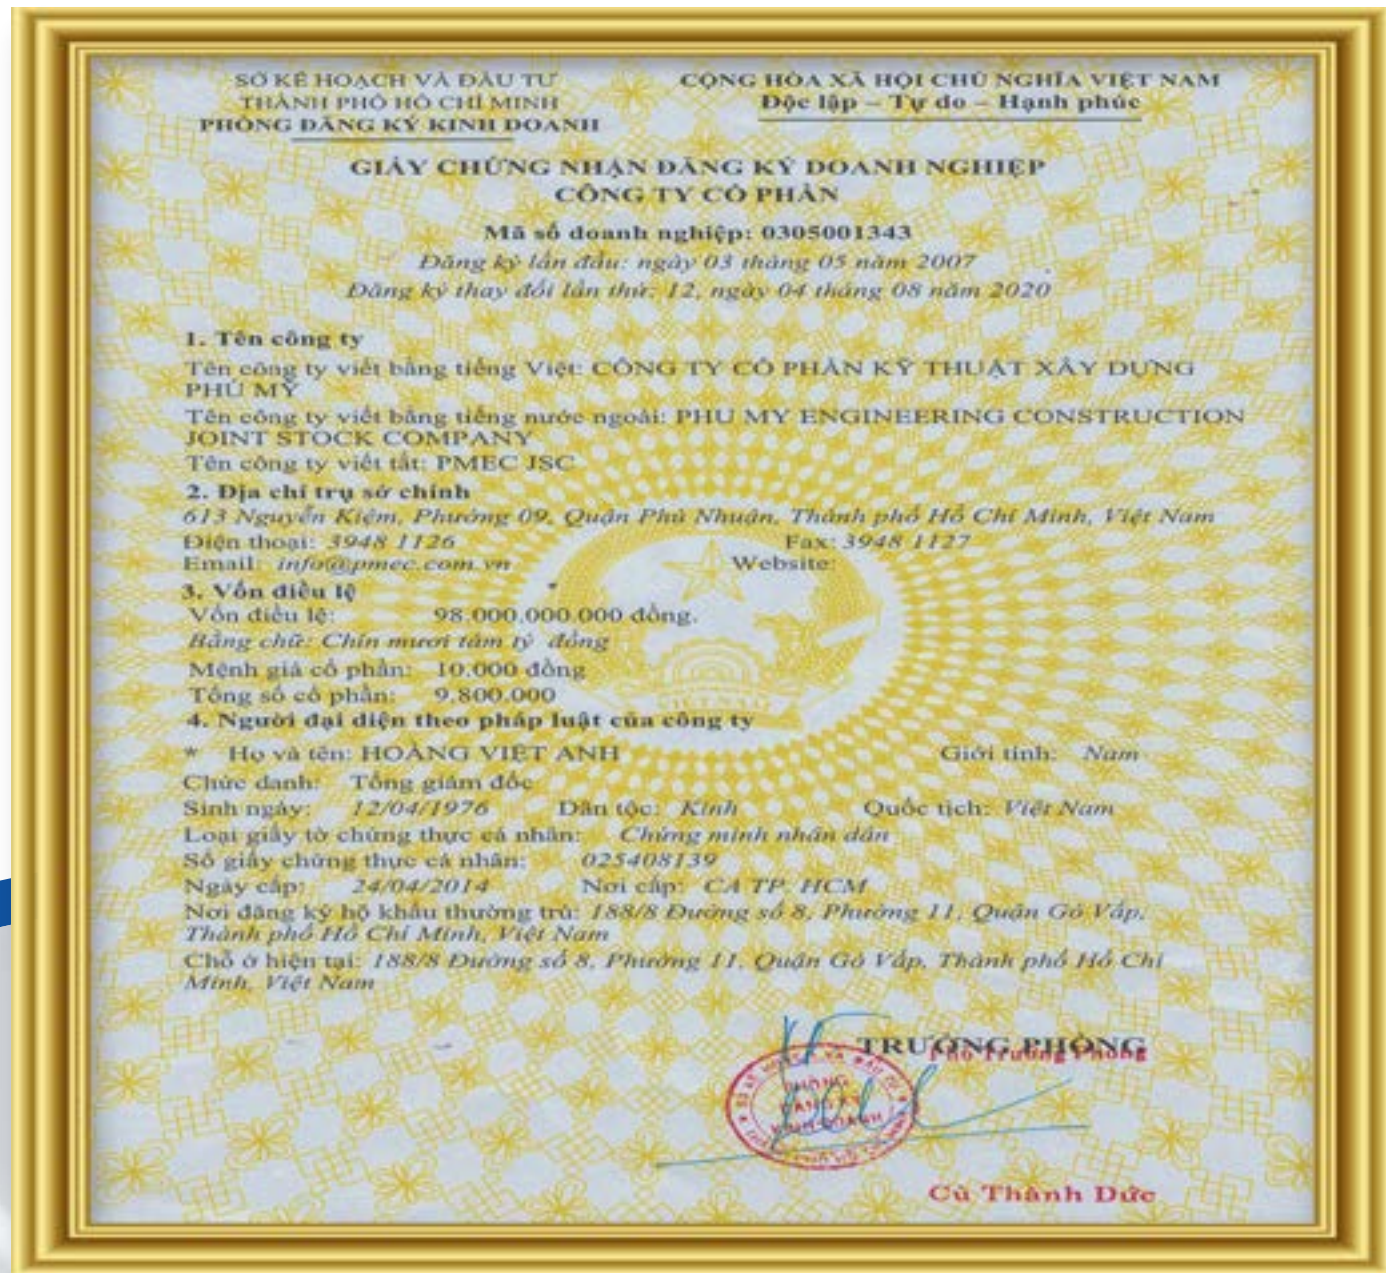 SỞ KẾ HOẠCH VÀ ĐẦU TƯ
THÀNH PHỐ HỒ CHÍ MINH
PHÒNG ĐĂNG KÝ KINH DOANH
CỘNG HÒA XÃ HỘI CHỦ NGHĨA VIỆT NAM
Độc lập – Tự do – Hạnh phúc
GIẤY CHỨNG NHẬN ĐĂNG KÝ DOANH NGHIỆP
CÔNG TY CỔ PHẦN
Mã số doanh nghiệp: 0305001343
Đăng ký lần đầu: ngày 03 tháng 05 năm 2007
Đăng ký thay đổi lần thứ: 12, ngày 04 tháng 08 năm 2020
1. Tên công ty
Tên công ty viết bằng tiếng Việt: CÔNG TY CỔ PHẦN KỸ THUẬT XÂY DỰNG
PHÚ MỸ
Tên công ty viết bằng tiếng nước ngoài: PHU MY ENGINEERING CONSTRUCTION
JOINT STOCK COMPANY
Tên công ty viết tắt: PMEC JSC
2. Địa chỉ trụ sở chính
613 Nguyễn Kiệm, Phường 09, Quận Phú Nhuận, Thành phố Hồ Chí Minh, Việt Nam
Điện thoại: 3948 1126 Fax: 3948 1127
Email: info@pmec.com.vn Website:
3. Vốn điều lệ
Vốn điều lệ: 98.000.000.000 đồng.
Bằng chữ: Chín mươi tám tỷ đồng
Mệnh giá cổ phần: 10.000 đồng
Tổng số cổ phần: 9.800.000
4. Người đại diện theo pháp luật của công ty
* Họ và tên: HOÀNG VIỆT ANH Giới tính: Nam
Chức danh: Tổng giám đốc
Sinh ngày: 12/04/1976 Dân tộc: Kinh Quốc tịch: Việt Nam
Loại giấy tờ chứng thực cá nhân: Chứng minh nhân dân
Số giấy chứng thực cá nhân: 025408139
Ngày cấp: 24/04/2014 Nơi cấp: CA TP. HCM
Nơi đăng ký hộ khẩu thường trú: 188/8 Đường số 8, Phường 11, Quận Gò Vấp,
Thành phố Hồ Chí Minh, Việt Nam
Chỗ ở hiện tại: 188/8 Đường số 8, Phường 11, Quận Gò Vấp, Thành phố Hồ Chí
Minh, Việt Nam
TRƯỞNG PHÒNG
Phó Trưởng Phòng
PHÒNG
ĐĂNG KÝ
KINH DOANH
Cù Thành Đức